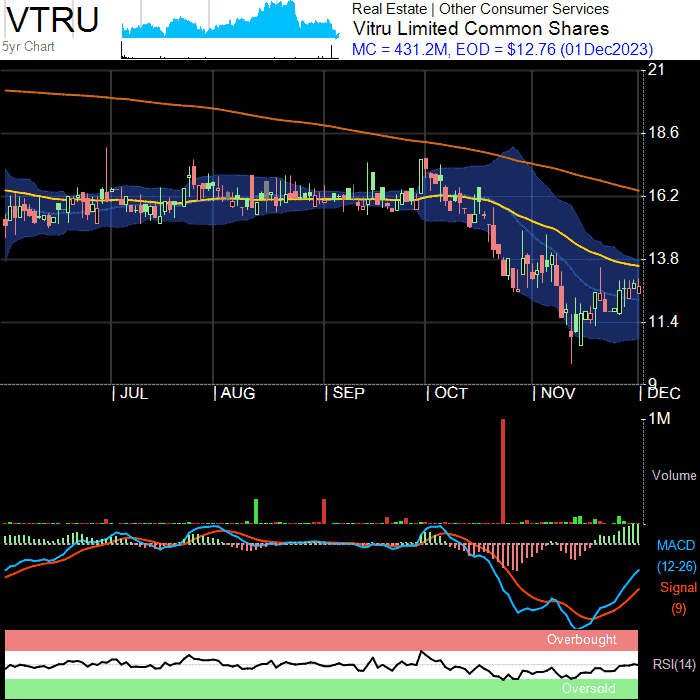 VTRU
5yr Chart
Real Estate | Other Consumer Services
Vitru Limited Common Shares
MC = 431.2M, EOD = $12.76 (01Dec2023)
21
18.6
16.2
13.8
11.4
9
JUL
AUG
SEP
OCT
NOV
DEC
1M
Volume
MACD
(12-26)
Signal
(9)
Overbought
RSI(14)
Oversold